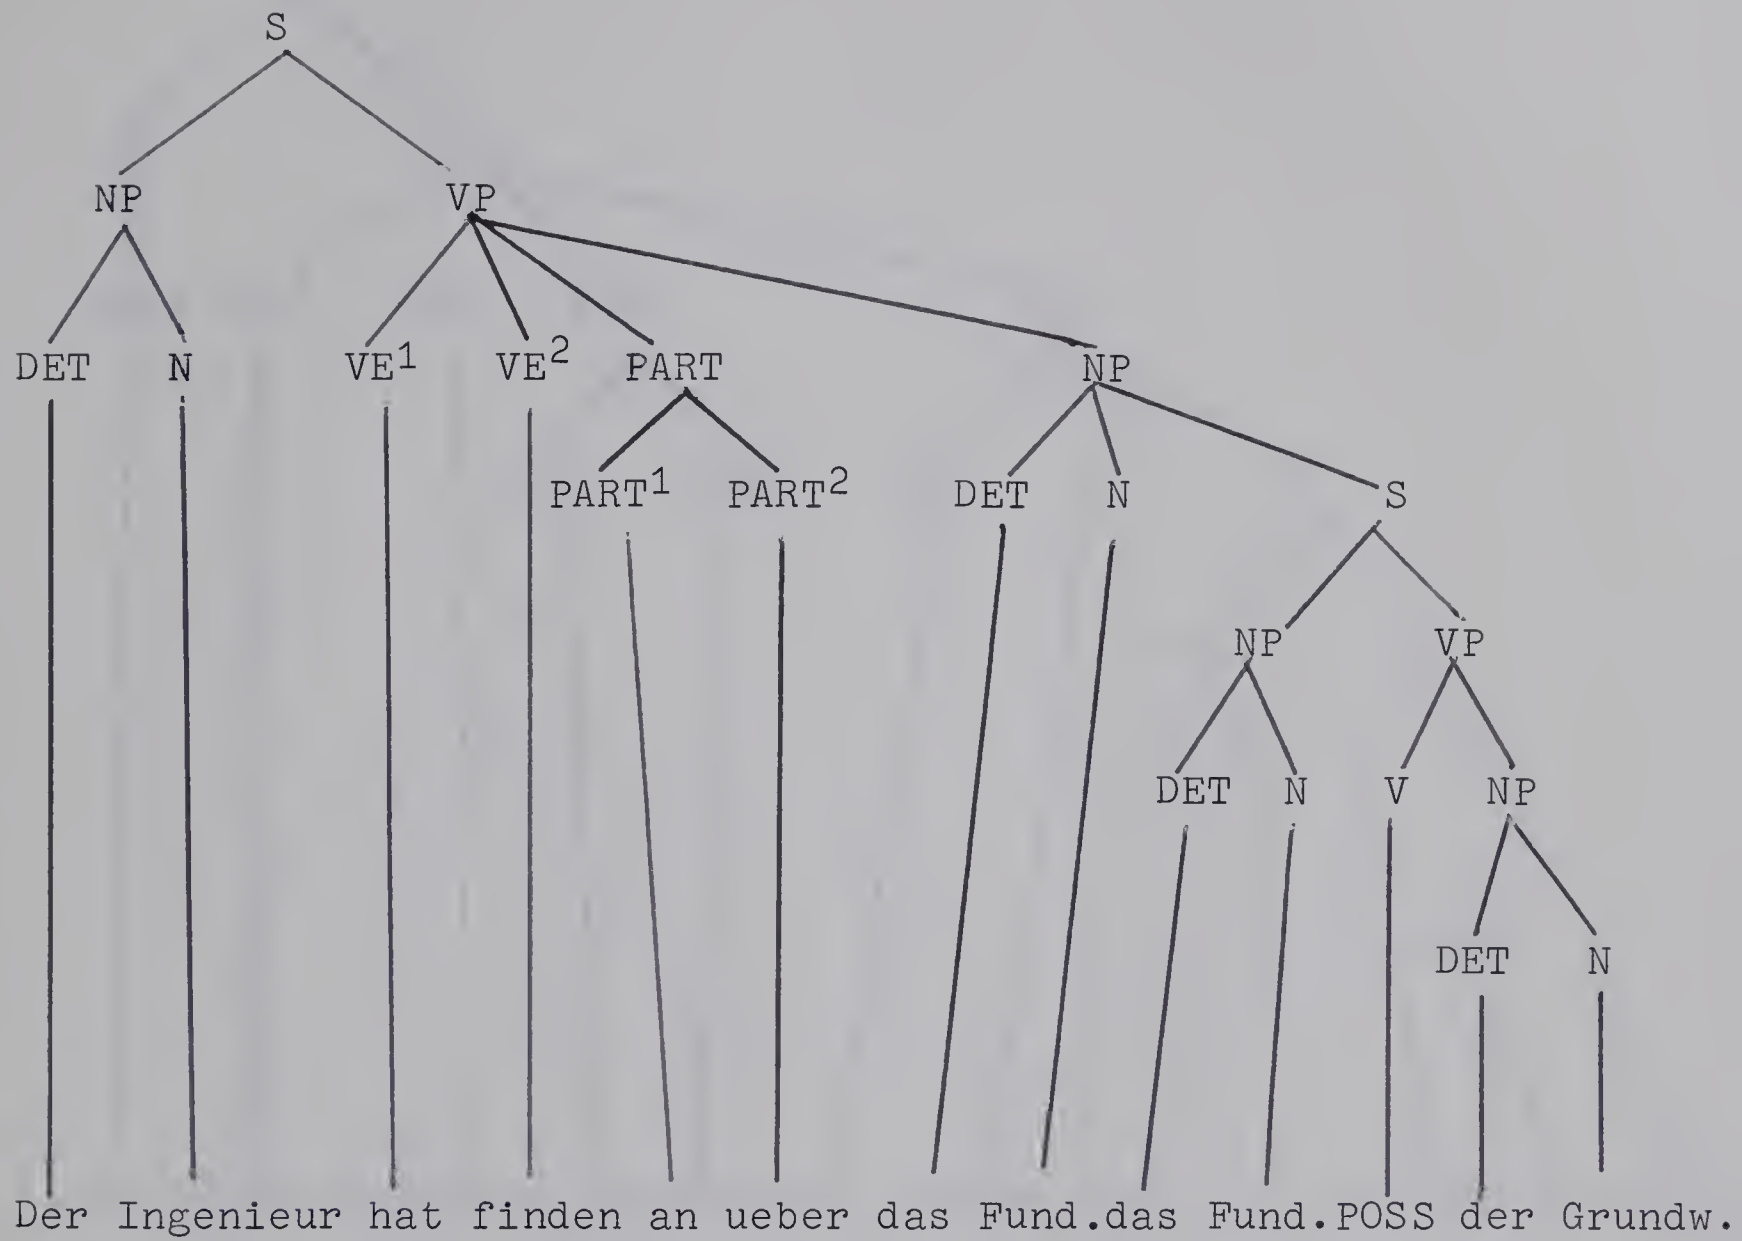 S
NP VP
DET N VE¹ VE² PART NP
PART¹ PART² DET N S
NP VP
DET N V NP
DET N
Der Ingenieur hat finden an ueber das Fund.das Fund.POSS der Grundw.